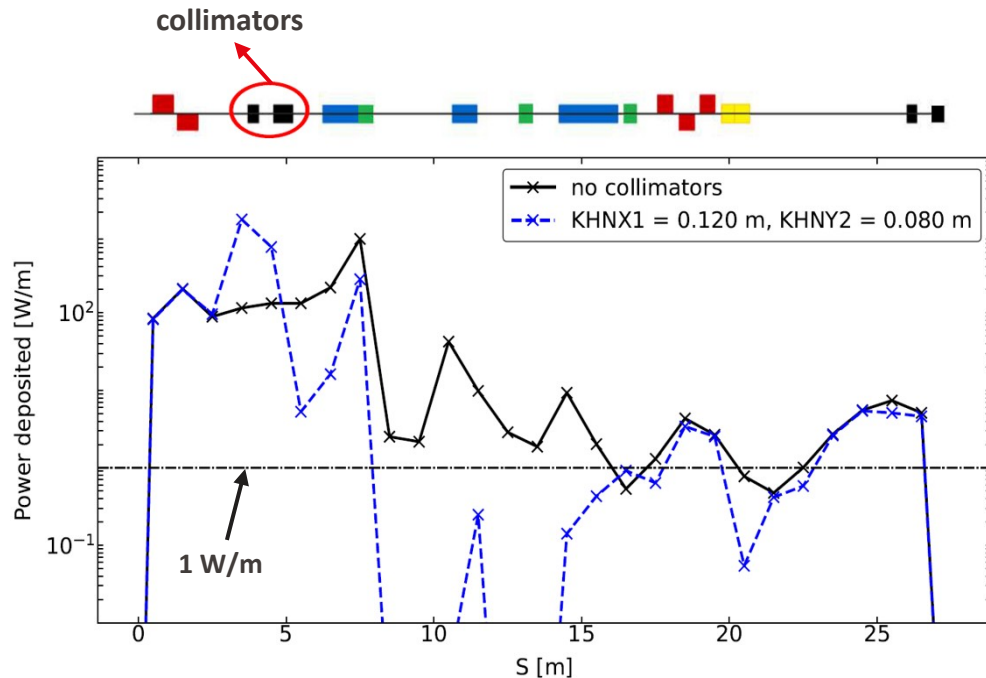 collimators
no collimators
KHNX1 = 0.120 m, KHNY2 = 0.080 m
Power deposited [W/m]
10²
10⁻¹
1 W/m
0 5 10 15 20 25
S [m]